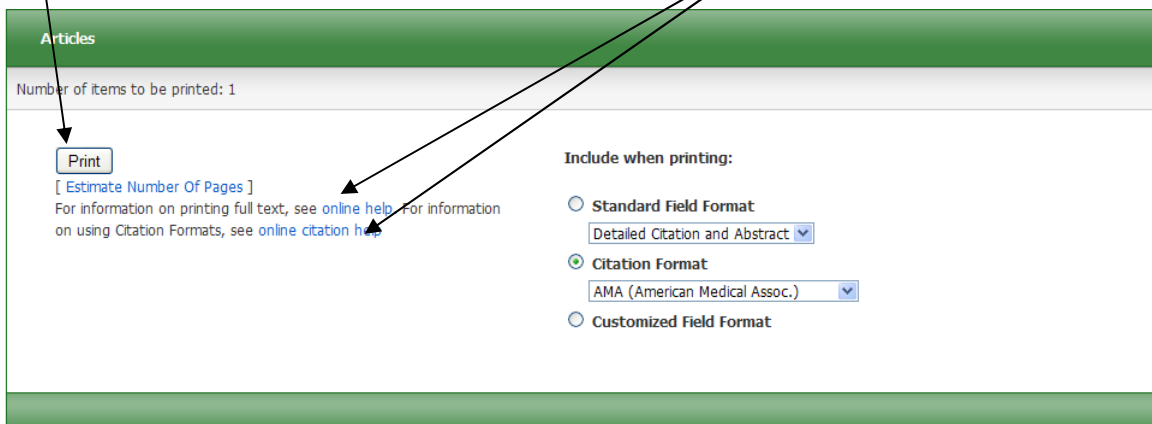 Articles
Number of items to be printed: 1
Print
[ Estimate Number Of Pages ]
For information on printing full text, see online help. For information
on using Citation Formats, see online citation help
Include when printing:
Standard Field Format
Detailed Citation and Abstract
Citation Format
AMA (American Medical Assoc.)
Customized Field Format